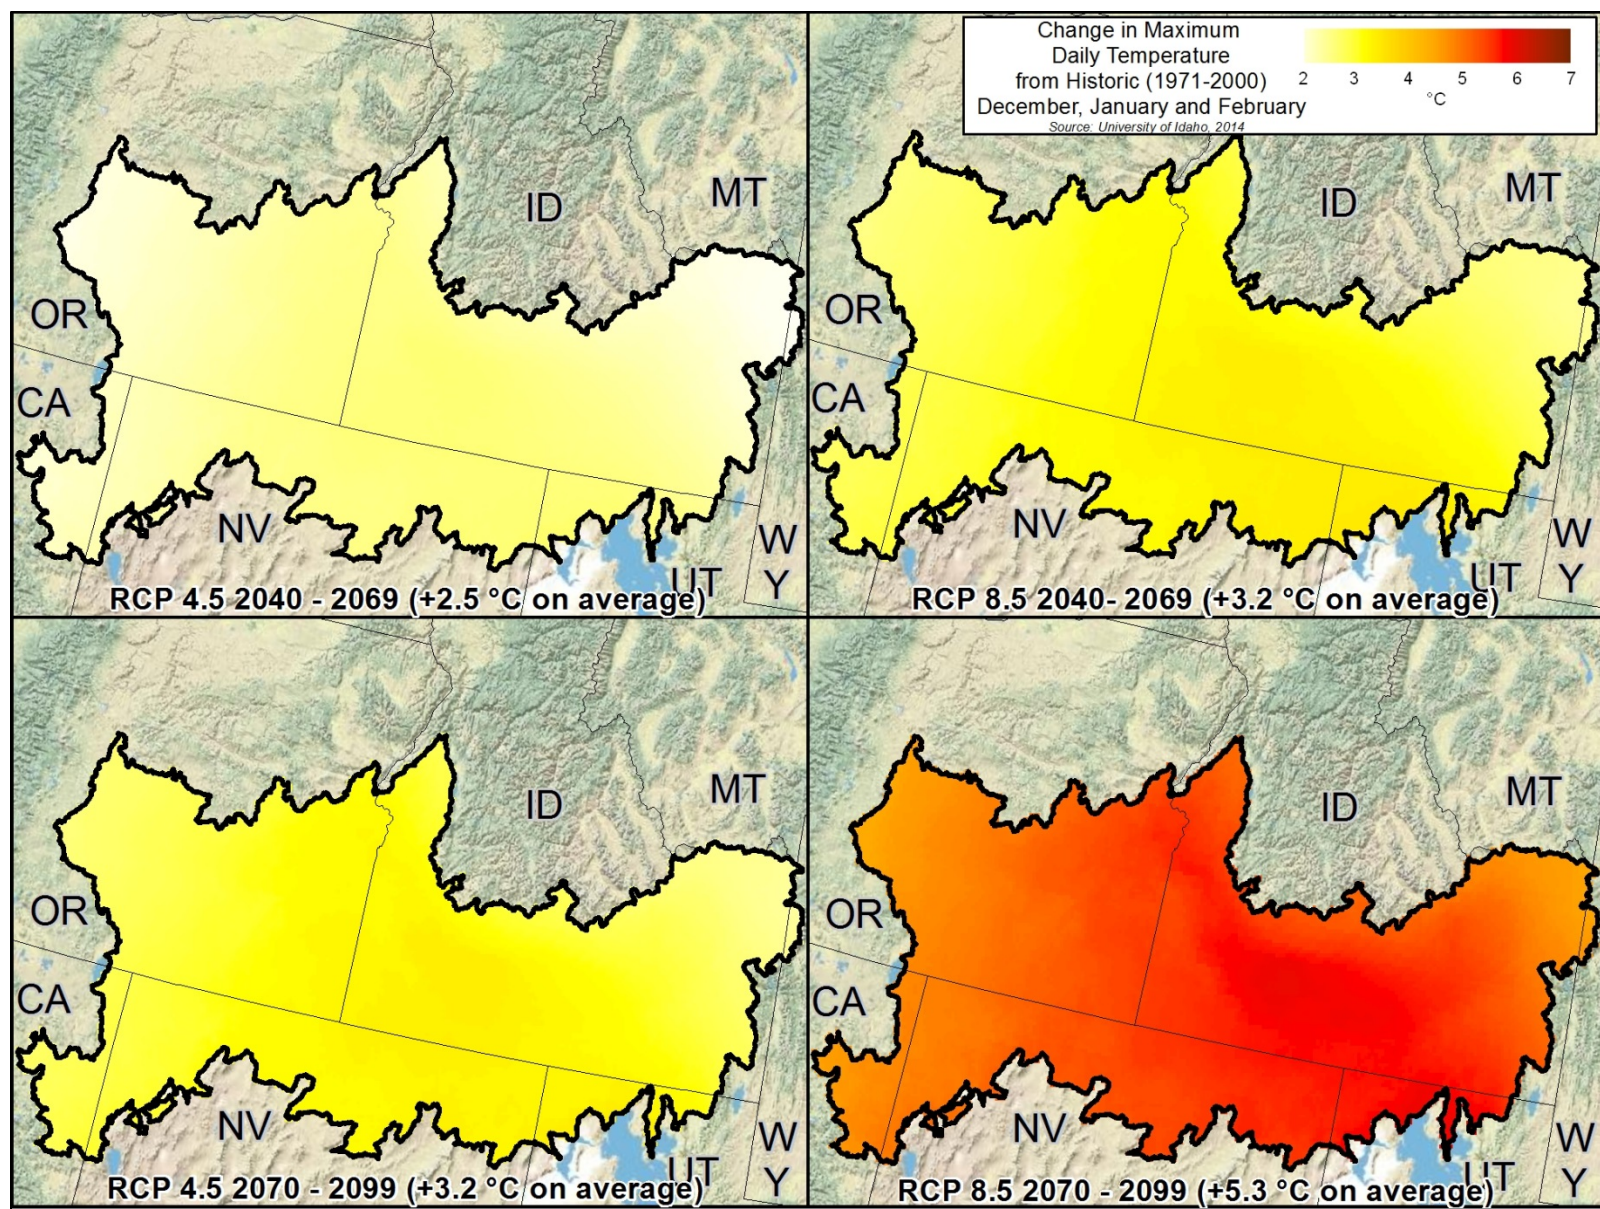 Change in Maximum
Daily Temperature
from Historic (1971-2000)
December, January and February
Source: University of Idaho, 2014
2 3 4 5 6 7
°C
ID
MT
OR
CA
NV
UT
W
Y
RCP 4.5 2040 - 2069 (+2.5 °C on average)
ID
MT
OR
CA
NV
UT
W
Y
RCP 8.5 2040- 2069 (+3.2 °C on average)
ID
MT
OR
CA
NV
UT
W
Y
RCP 4.5 2070 - 2099 (+3.2 °C on average)
ID
MT
OR
CA
NV
UT
W
Y
RCP 8.5 2070 - 2099 (+5.3 °C on average)